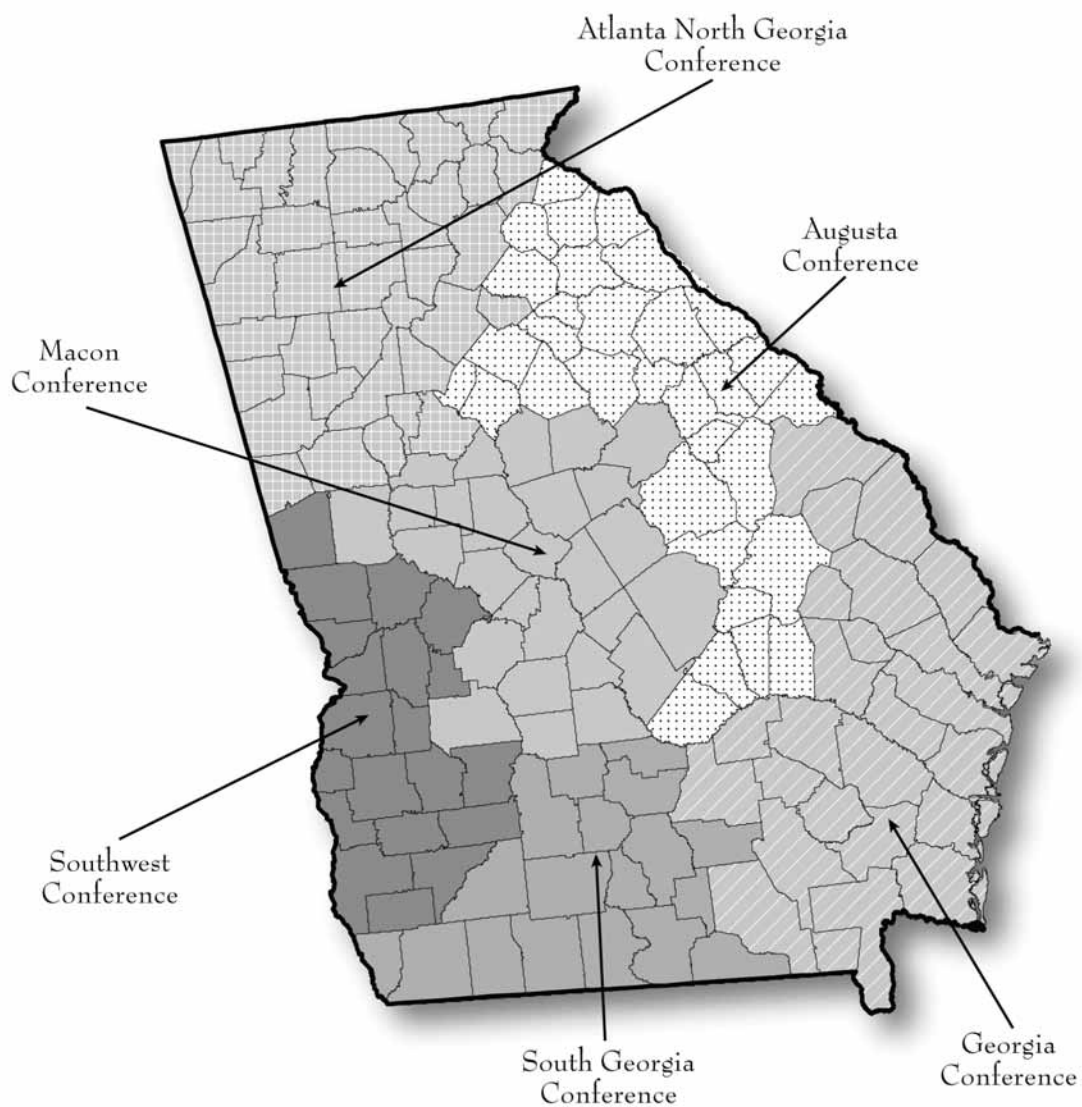 Atlanta North Georgia
Conference
Augusta
Conference
Macon
Conference
Southwest
Conference
South Georgia
Conference
Georgia
Conference